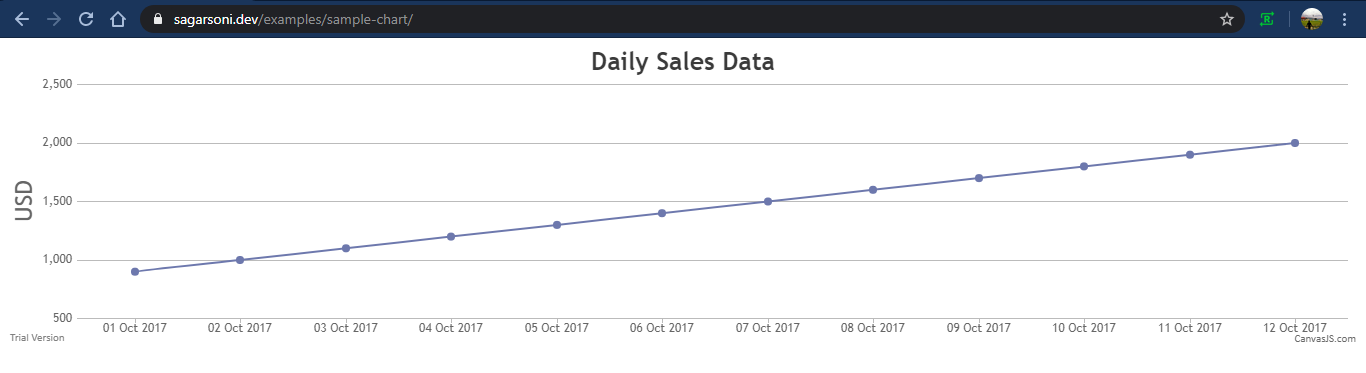 sagarsoni.dev/examples/sample-chart/
Daily Sales Data
USD
2,500
2,000
1,500
1,000
500
01 Oct 2017 02 Oct 2017 03 Oct 2017 04 Oct 2017 05 Oct 2017 06 Oct 2017 07 Oct 2017 08 Oct 2017 09 Oct 2017 10 Oct 2017 11 Oct 2017 12 Oct 2017
Trial Version
CanvasJS.com